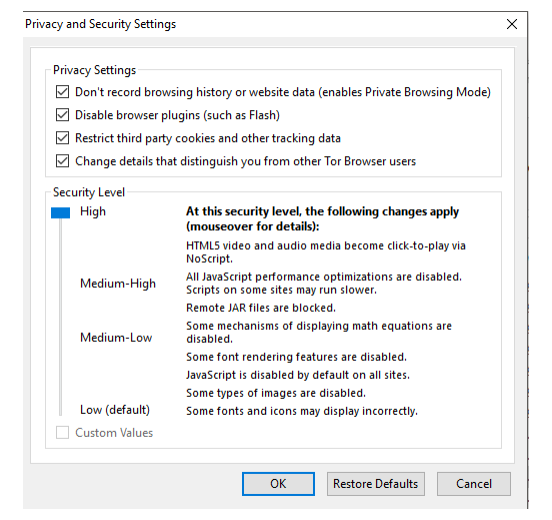 Privacy and Security Settings
Privacy Settings
Don't record browsing history or website data (enables Private Browsing Mode)
Disable browser plugins (such as Flash)
Restrict third party cookies and other tracking data
Change details that distinguish you from other Tor Browser users
Security Level
High
At this security level, the following changes apply
(mouseover for details):
HTML5 video and audio media become click-to-play via
NoScript.
Medium-High
All JavaScript performance optimizations are disabled.
Scripts on some sites may run slower.
Remote JAR files are blocked.
Medium-Low
Some mechanisms of displaying math equations are
disabled.
Some font rendering features are disabled.
JavaScript is disabled by default on all sites.
Some types of images are disabled.
Low (default)
Some fonts and icons may display incorrectly.
Custom Values
OK
Restore Defaults
Cancel